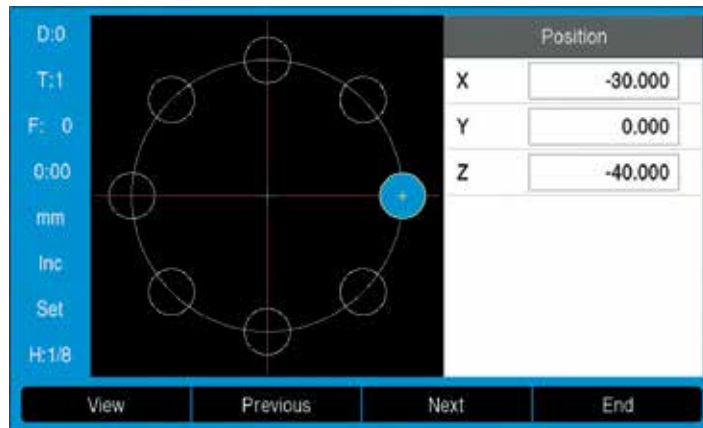 D:0
T:1
F: 0
0:00
mm
Inc
Set
H:1/8
Position
X -30.000
Y 0.000
Z -40.000
View Previous Next End